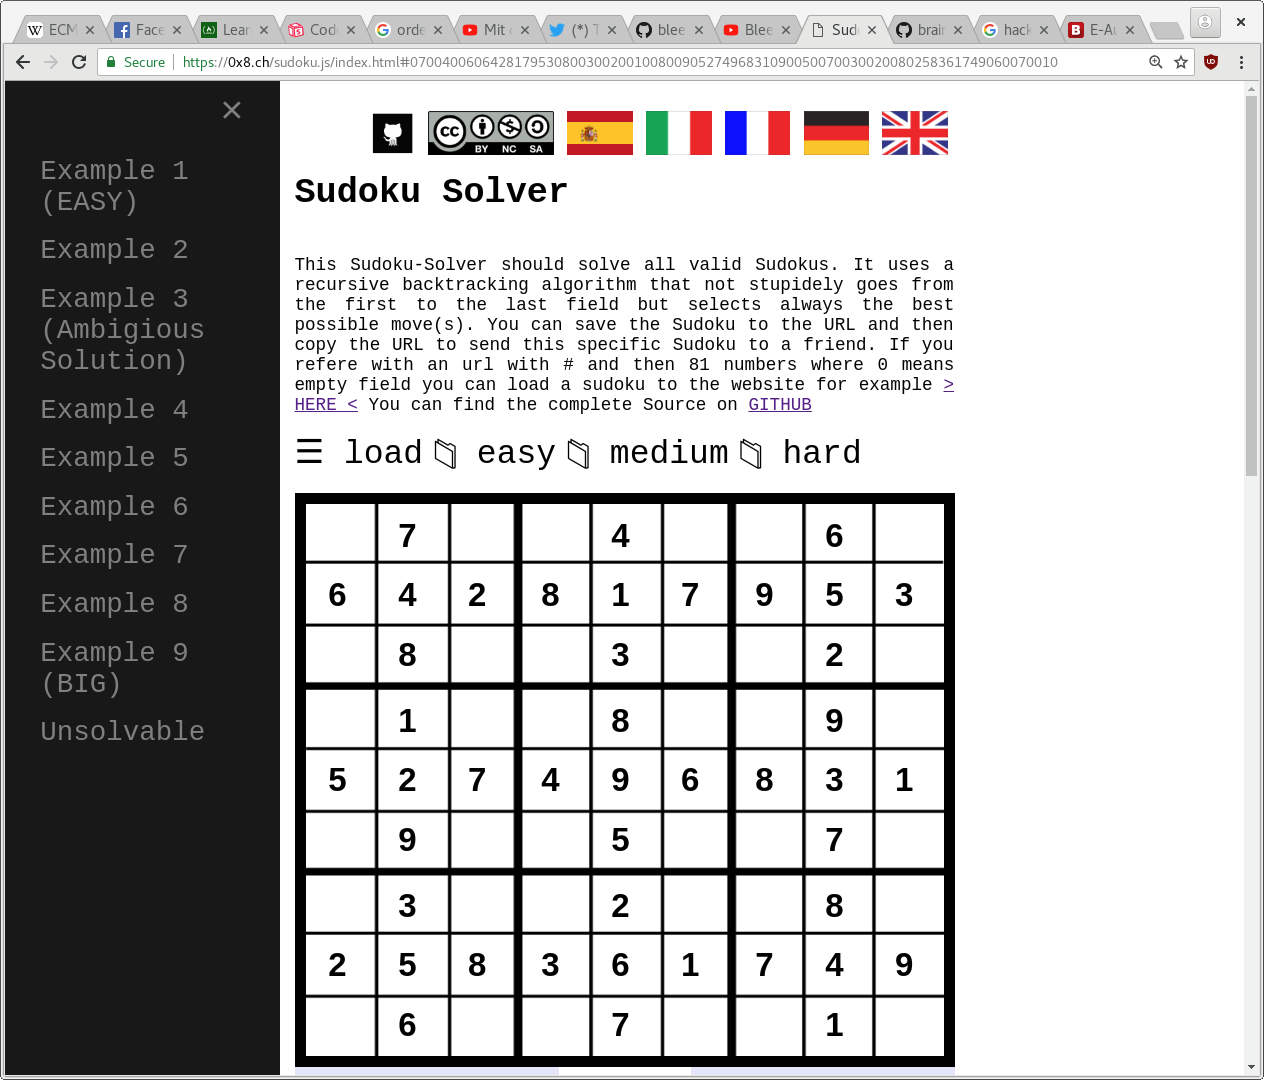 W ECM
Face
Lear
Code
orde
Mit
(*) T
blee
Blee
Sud
brain
hack
B E-Au
Secure https://0x8.ch/sudoku.js/index.html#070040060642817953080030020010080090527496831090050070030020080258361749060070010
×
Example 1
(EASY)
Example 2
Example 3
(Ambigious
Solution)
Example 4
Example 5
Example 6
Example 7
Example 8
Example 9
(BIG)
Unsolvable
cc BY NC SA
Sudoku Solver
This Sudoku-Solver should solve all valid Sudokus. It uses a
recursive backtracking algorithm that not stupidely goes from
the first to the last field but selects always the best
possible move(s). You can save the Sudoku to the URL and then
copy the URL to send this specific Sudoku to a friend. If you
refere with an url with # and then 81 numbers where 0 means
empty field you can load a sudoku to the website for example >
HERE < You can find the complete Source on GITHUB
☰ load easy medium hard
7 4 6
6 4 2 8 1 7 9 5 3
8 3 2
1 8 9
5 2 7 4 9 6 8 3 1
9 5 7
3 2 8
2 5 8 3 6 1 7 4 9
6 7 1